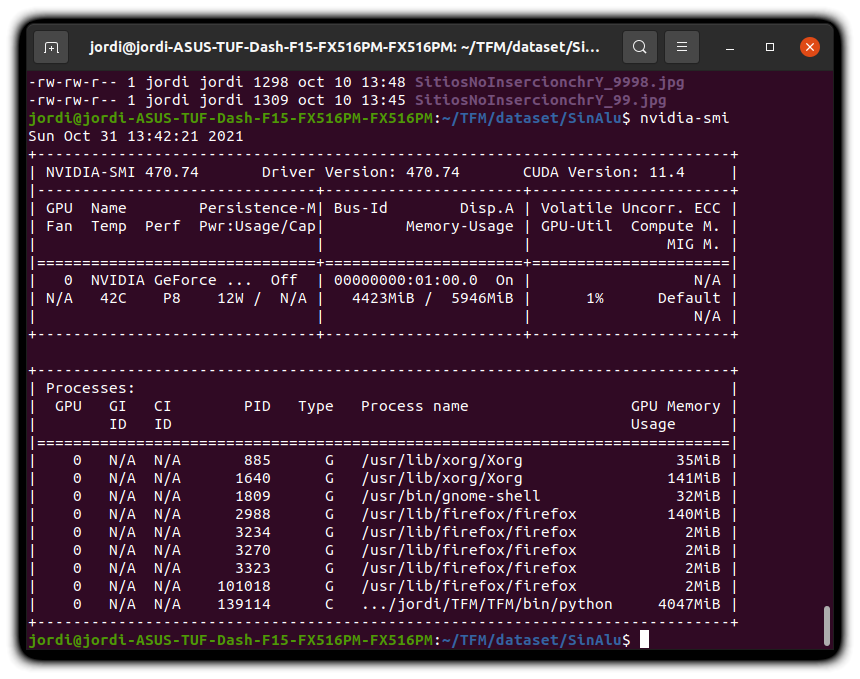 jordi@jordi-ASUS-TUF-Dash-F15-FX516PM-FX516PM: ~/TFM/dataset/Si...
-rw-rw-r-- 1 jordi jordi 1298 oct 10 13:48 SitiosNoInsercionchrY_9998.jpg
-rw-rw-r-- 1 jordi jordi 1309 oct 10 13:45 SitiosNoInsercionchrY_99.jpg
jordi@jordi-ASUS-TUF-Dash-F15-FX516PM-FX516PM:~/TFM/dataset/SinAlu$ nvidia-smi
Sun Oct 31 13:42:21 2021
+-----------------------------------------------------------------------------+
| NVIDIA-SMI 470.74       Driver Version: 470.74       CUDA Version: 11.4     |
|-------------------------------+----------------------+----------------------+
| GPU  Name        Persistence-M| Bus-Id        Disp.A | Volatile Uncorr. ECC |
| Fan  Temp  Perf  Pwr:Usage/Cap|         Memory-Usage | GPU-Util  Compute M. |
|                               |                      |               MIG M. |
|===============================+======================+======================|
|   0  NVIDIA GeForce ...  Off  | 00000000:01:00.0  On |                  N/A |
| N/A   42C    P8    12W /  N/A |   4423MiB /  5946MiB |      1%      Default |
|                               |                      |                  N/A |
+-------------------------------+----------------------+----------------------+
+-----------------------------------------------------------------------------+
| Processes:                                                                  |
|  GPU   GI   CI        PID   Type   Process name                  GPU Memory |
|        ID   ID                                                   Usage      |
|=============================================================================|
|    0   N/A  N/A       885      G   /usr/lib/xorg/Xorg                 35MiB |
|    0   N/A  N/A      1640      G   /usr/lib/xorg/Xorg                141MiB |
|    0   N/A  N/A      1809      G   /usr/bin/gnome-shell               32MiB |
|    0   N/A  N/A      2988      G   /usr/lib/firefox/firefox          140MiB |
|    0   N/A  N/A      3234      G   /usr/lib/firefox/firefox            2MiB |
|    0   N/A  N/A      3270      G   /usr/lib/firefox/firefox            2MiB |
|    0   N/A  N/A      3323      G   /usr/lib/firefox/firefox            2MiB |
|    0   N/A  N/A    101018      G   /usr/lib/firefox/firefox            2MiB |
|    0   N/A  N/A    139114      C   .../jordi/TFM/TFM/bin/python     4047MiB |
+-----------------------------------------------------------------------------+
jordi@jordi-ASUS-TUF-Dash-F15-FX516PM-FX516PM:~/TFM/dataset/SinAlu$